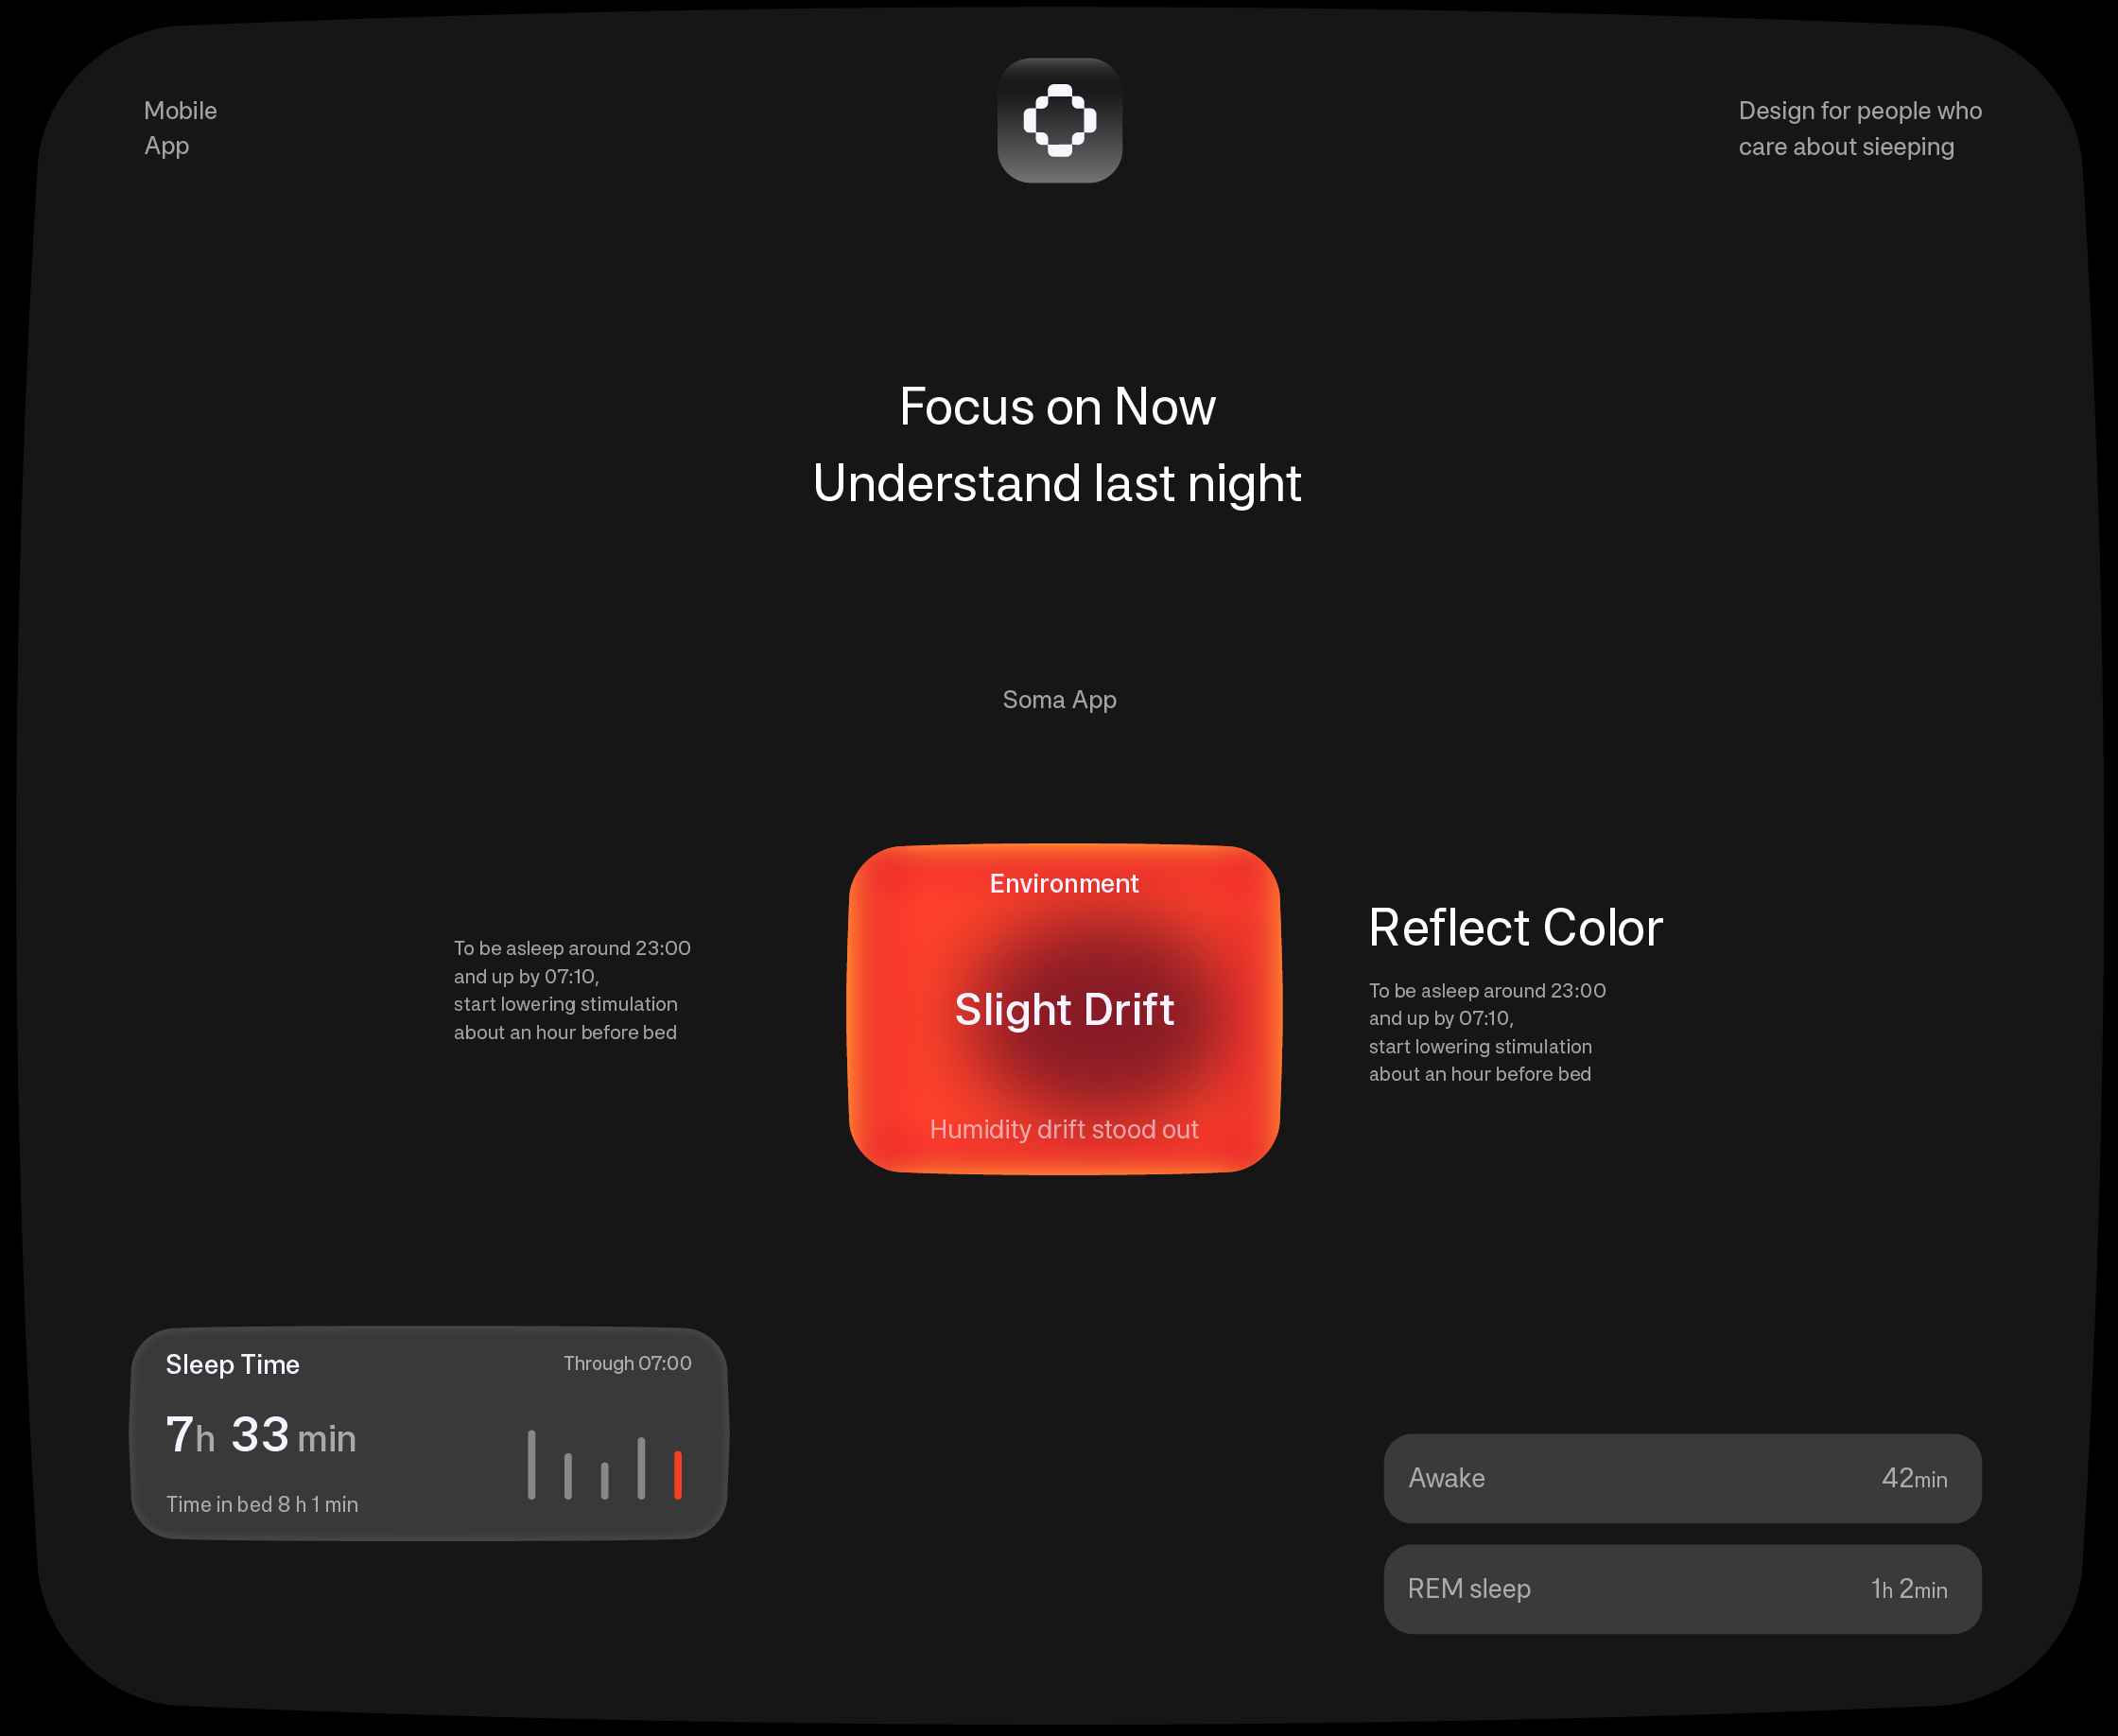 Mobile
App
Design for people who
care about sieeping
Focus on Now
Understand last night
Soma App
To be asleep around 23:00
and up by 07:10,
start lowering stimulation
about an hour before bed
Environment
Slight Drift
Humidity drift stood out
Reflect Color
To be asleep around 23:00
and up by 07:10,
start lowering stimulation
about an hour before bed
Sleep Time
Through 07:00
7h 33 min
Time in bed 8 h 1 min
Awake
42min
REM sleep
1h 2min